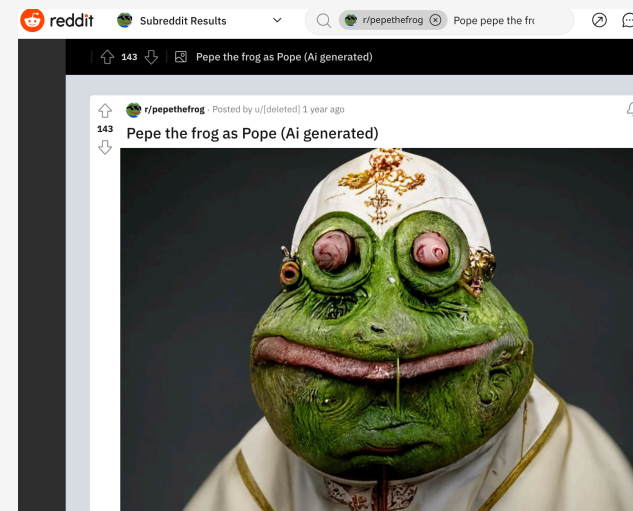 reddit Subreddit Results r/pepethefrog Pope pepe the fro
143 Pepe the frog as Pope (Ai generated)
r/pepethefrog · Posted by u/[deleted] 1 year ago
143
Pepe the frog as Pope (Ai generated)